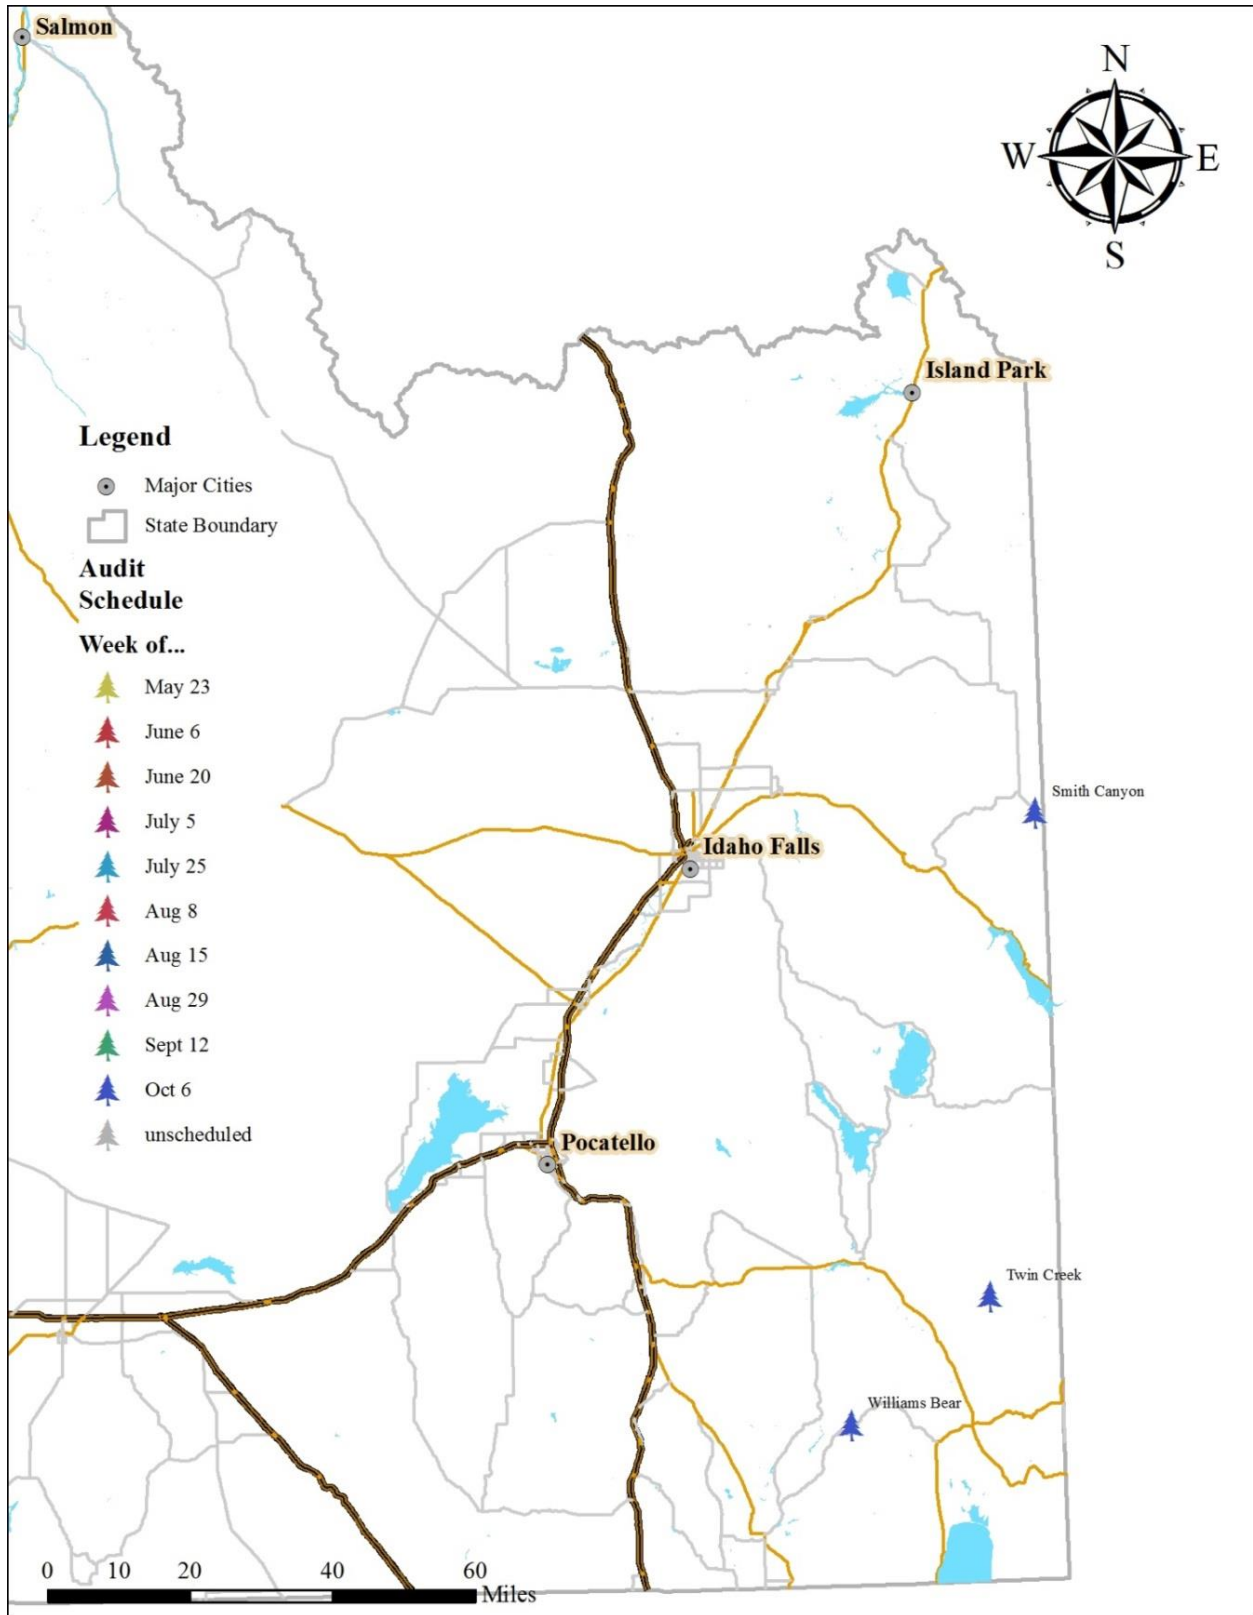 Salmon
N
W E
S
Island Park
Legend
Major Cities
State Boundary
Audit
Schedule
Week of...
May 23
June 6
June 20
July 5
July 25
Aug 8
Aug 15
Aug 29
Sept 12
Oct 6
unscheduled
Smith Canyon
Idaho Falls
Pocatello
Twin Creek
Williams Bear
0 10 20 40 60
Miles